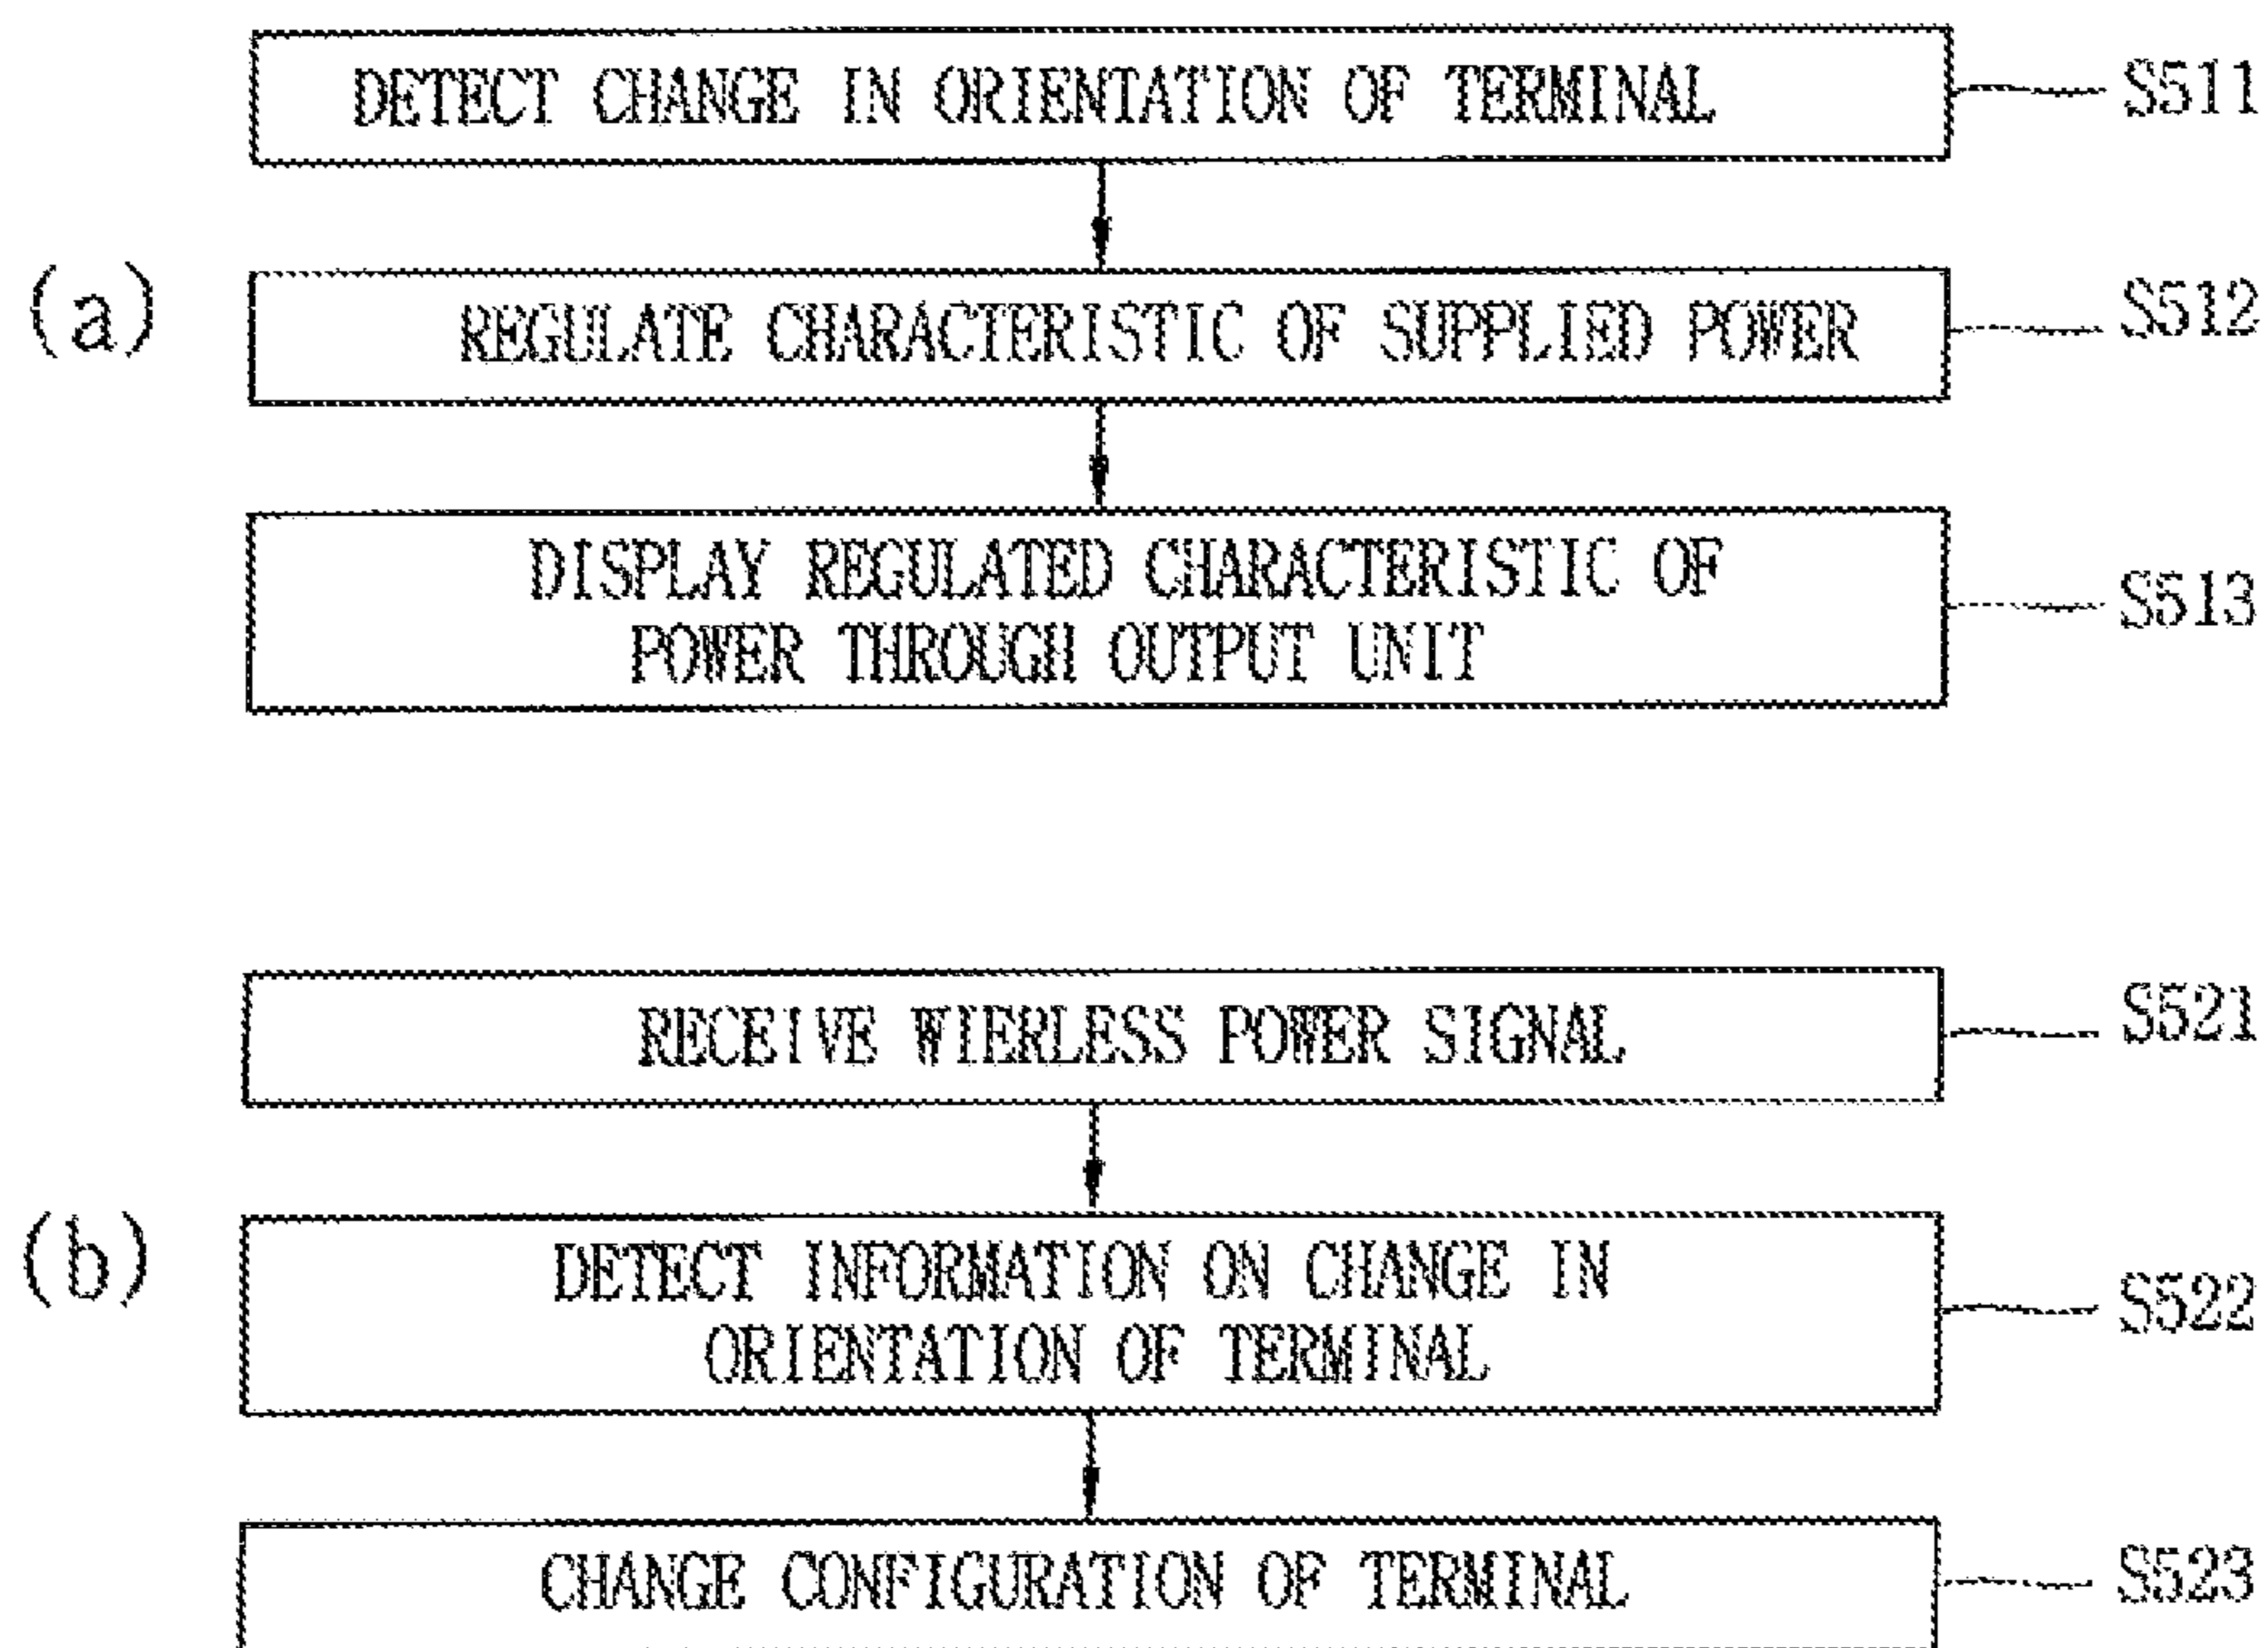 DETECT CHANGE IN ORIENTATION OF TERMINAL
S511
(a)
REGULATE CHARACTERISTIC OF SUPPLIED POWER
S512
DISPLAY REGULATED CHARACTERISTIC OF
POWER THROUGH OUTPUT UNIT
S513
RECEIVE WIERLESS POWER SIGNAL
S521
(b)
DETECT INFORMATION ON CHANGE IN
ORIENTATION OF TERMINAL
S522
CHANGE CONFIGURATION OF TERMINAL
S523